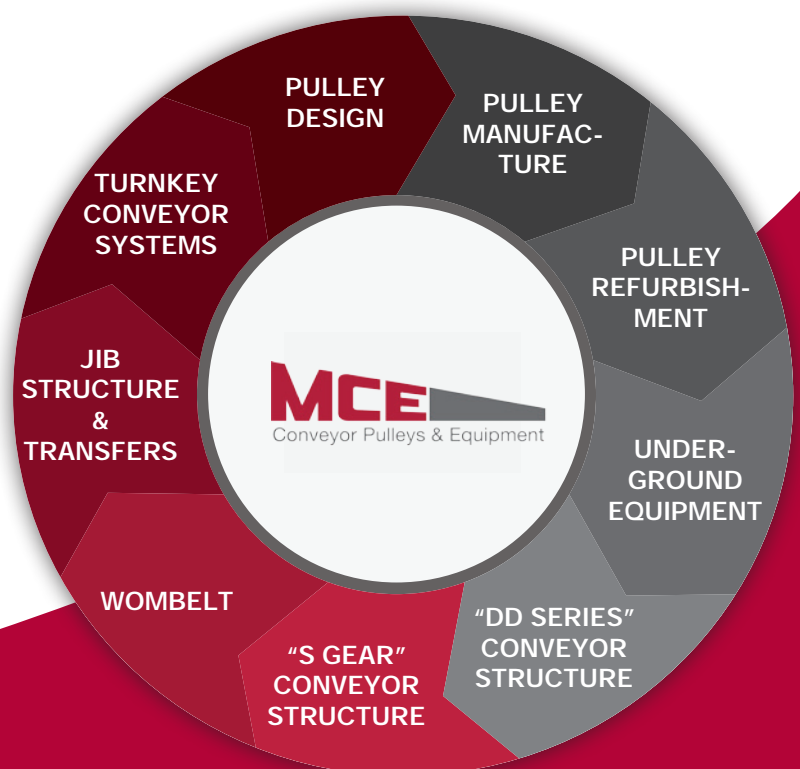 PULLEY
DESIGN
PULLEY
MANUFAC-
TURE
PULLEY
REFURBISH-
MENT
UNDER-
GROUND
EQUIPMENT
“DD SERIES”
CONVEYOR
STRUCTURE
“S GEAR”
CONVEYOR
STRUCTURE
WOMBELT
JIB
STRUCTURE
&
TRANSFERS
TURNKEY
CONVEYOR
SYSTEMS
MCE
Conveyor Pulleys & Equipment